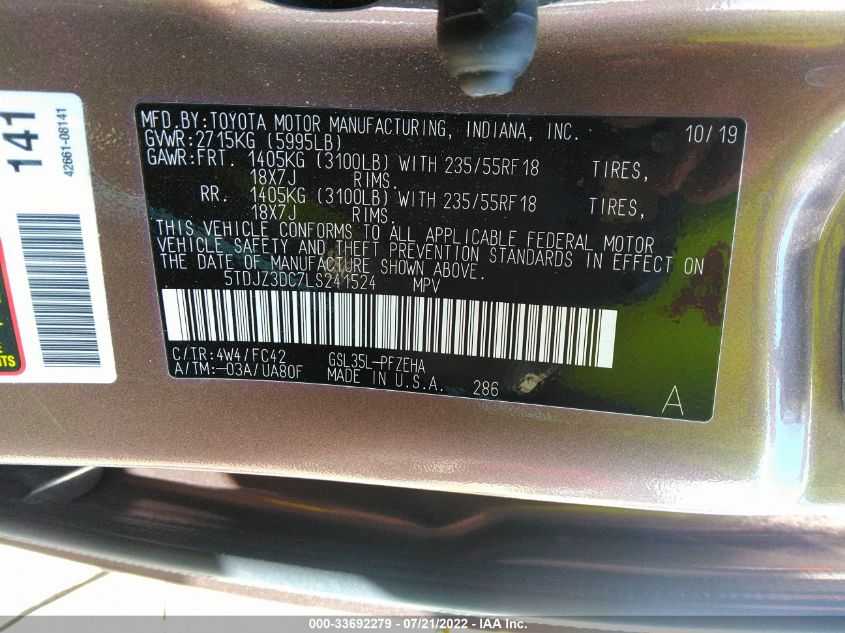 141
42661-08141
NTS
MFD.BY:TOYOTA MOTOR MANUFACTURING, INDIANA, INC. 10/19
GVWR:2715KG (5995LB)
GAWR:FRT. 1405KG (3100LB) WITH 235/55RF18 TIRES,
18X7J RIMS.
RR. 1405KG (3100LB) WITH 235/55RF18 TIRES,
18X7J RIMS.
THIS VEHICLE CONFORMS TO ALL APPLICABLE FEDERAL MOTOR
VEHICLE SAFETY AND THEFT PREVENTION STANDARDS IN EFFECT ON
THE DATE OF MANUFACTURE SHOWN ABOVE.
5TDJZ3DC7LS241524 MPV
C/TR:4W4/FC42 GSL35L-PFZEHA
A/TM:-03A/UA80F MADE IN U.S.A. 286
A
000-33692279 - 07/21/2022 - IAA Inc.